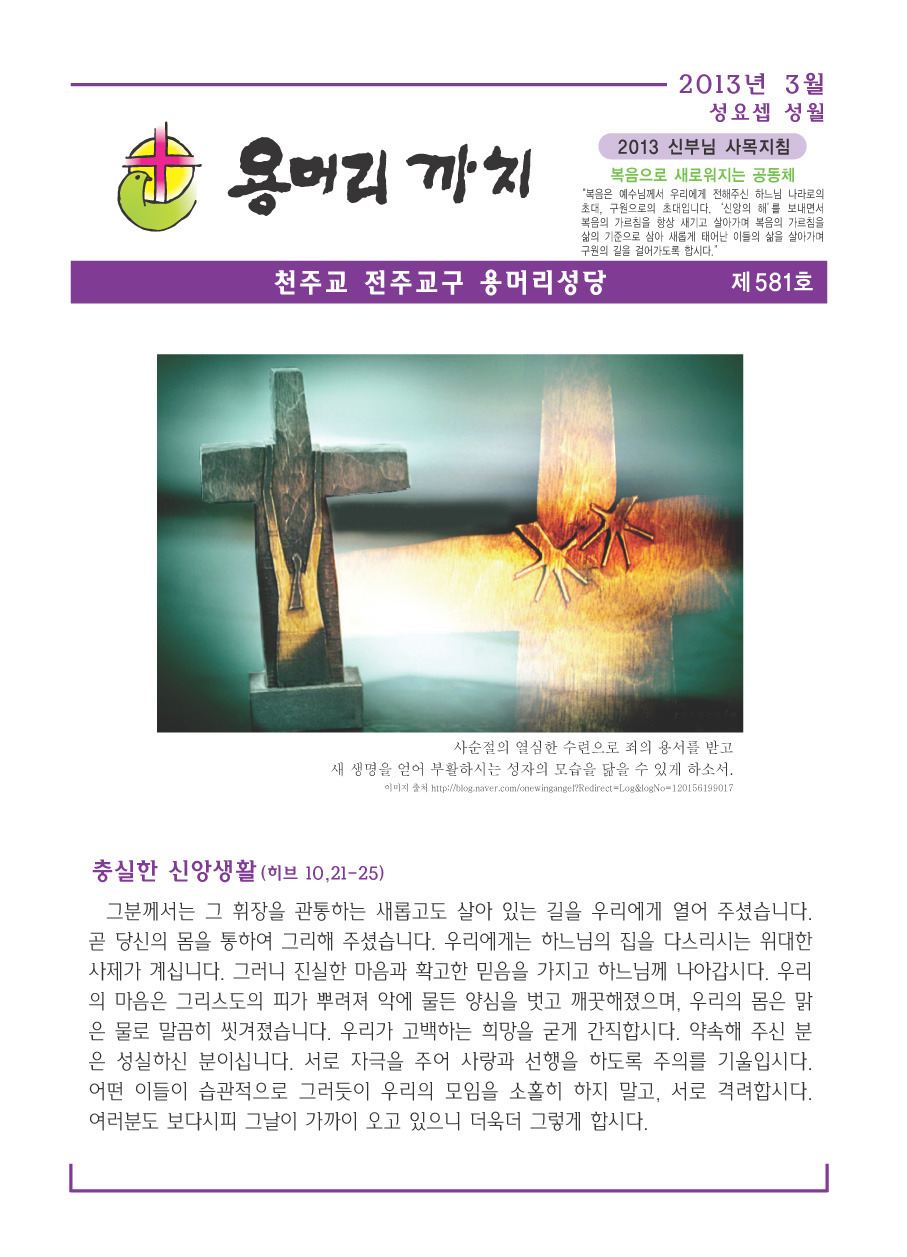 2013년 3월
성요셉 성월
용머리 까치
2013 신부님 사목지침
복음으로 새로워지는 공동체
"복음은 예수님께서 우리에게 전해주신 하느님 나라로의
초대, 구원으로의 초대입니다. '신앙의 해'를 보내면서
복음의 가르침을 항상 새기고 살아가며 복음의 가르침을
삶의 기준으로 삼아 새롭게 태어난 이들의 삶을 살아가며
구원의 길을 걸어가도록 합시다."
천주교 전주교구 용머리성당
제581호
사순절의 열심한 수련으로 죄의 용서를 받고
새 생명을 얻어 부활하시는 성자의 모습을 닮을 수 있게 하소서.
이미지 출처 http://blog.naver.com/onewingangel?Redirect=Log&logNo=120156199017
충실한 신앙생활 (히브 10,21-25)
그분께서는 그 휘장을 관통하는 새롭고도 살아 있는 길을 우리에게 열어 주셨습니다.
곧 당신의 몸을 통하여 그리해 주셨습니다. 우리에게는 하느님의 집을 다스리시는 위대한
사제가 계십니다. 그러니 진실한 마음과 확고한 믿음을 가지고 하느님께 나아갑시다. 우리
의 마음은 그리스도의 피가 뿌려져 악에 물든 양심을 벗고 깨끗해졌으며, 우리의 몸은 맑
은 물로 말끔히 씻겨졌습니다. 우리가 고백하는 희망을 굳게 간직합시다. 약속해 주신 분
은 성실하신 분이십니다. 서로 자극을 주어 사랑과 선행을 하도록 주의를 기울입시다.
어떤 이들이 습관적으로 그러듯이 우리의 모임을 소홀히 하지 말고, 서로 격려합시다.
여러분도 보다시피 그날이 가까이 오고 있으니 더욱더 그렇게 합시다.